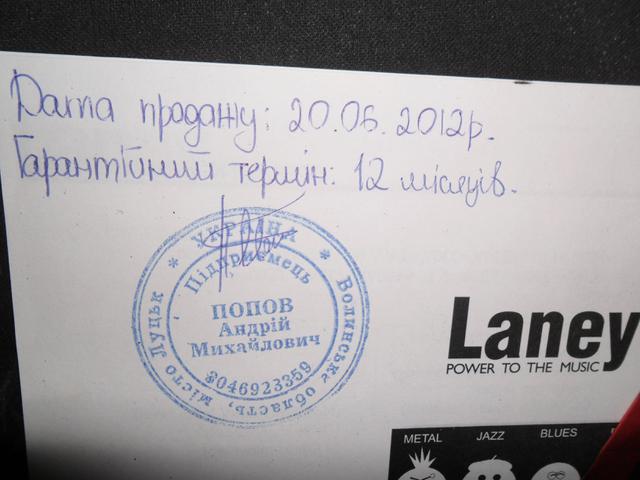 Дата продажу: 20.06.2012р.
Гарантійний термін: 12 місяців.
* УКРАЇНА *
Волинська область, місто Луцьк
Підприємець
ПОПОВ
Андрій
Михайлович
3046923359
Laney
POWER TO THE MUSIC
METAL JAZZ BLUES